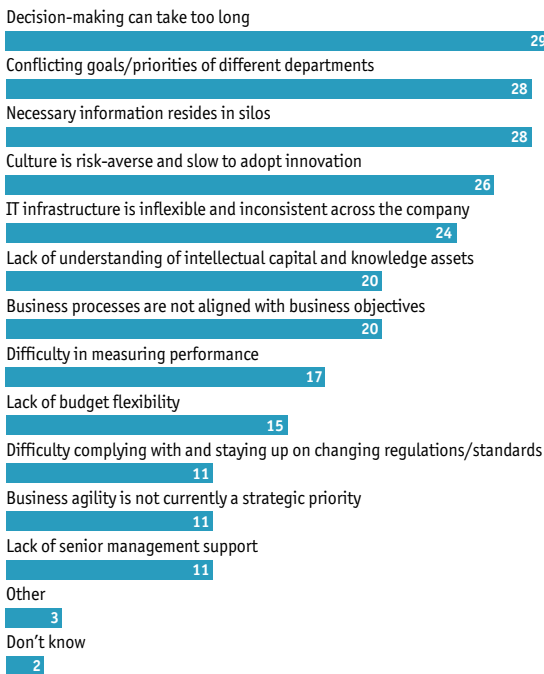 Decision-making can take too long
29
Conflicting goals/priorities of different departments
28
Necessary information resides in silos
28
Culture is risk-averse and slow to adopt innovation
26
IT infrastructure is inflexible and inconsistent across the company
24
Lack of understanding of intellectual capital and knowledge assets
20
Business processes are not aligned with business objectives
20
Difficulty in measuring performance
17
Lack of budget flexibility
15
Difficulty complying with and staying up on changing regulations/standards
11
Business agility is not currently a strategic priority
11
Lack of senior management support
11
Other
3
Don’t know
2